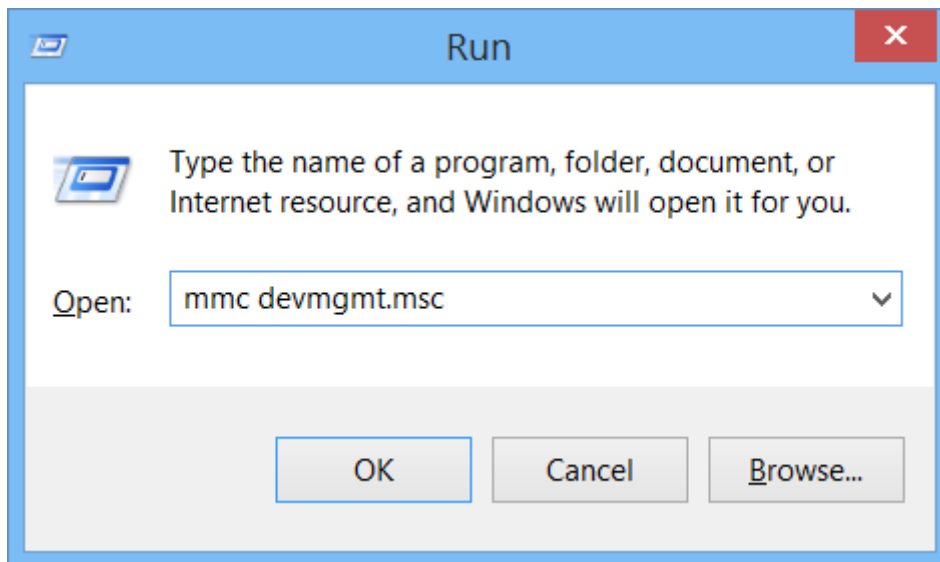 Run
Type the name of a program, folder, document, or
Internet resource, and Windows will open it for you.
Open: mmc devmgmt.msc
OK Cancel Browse...